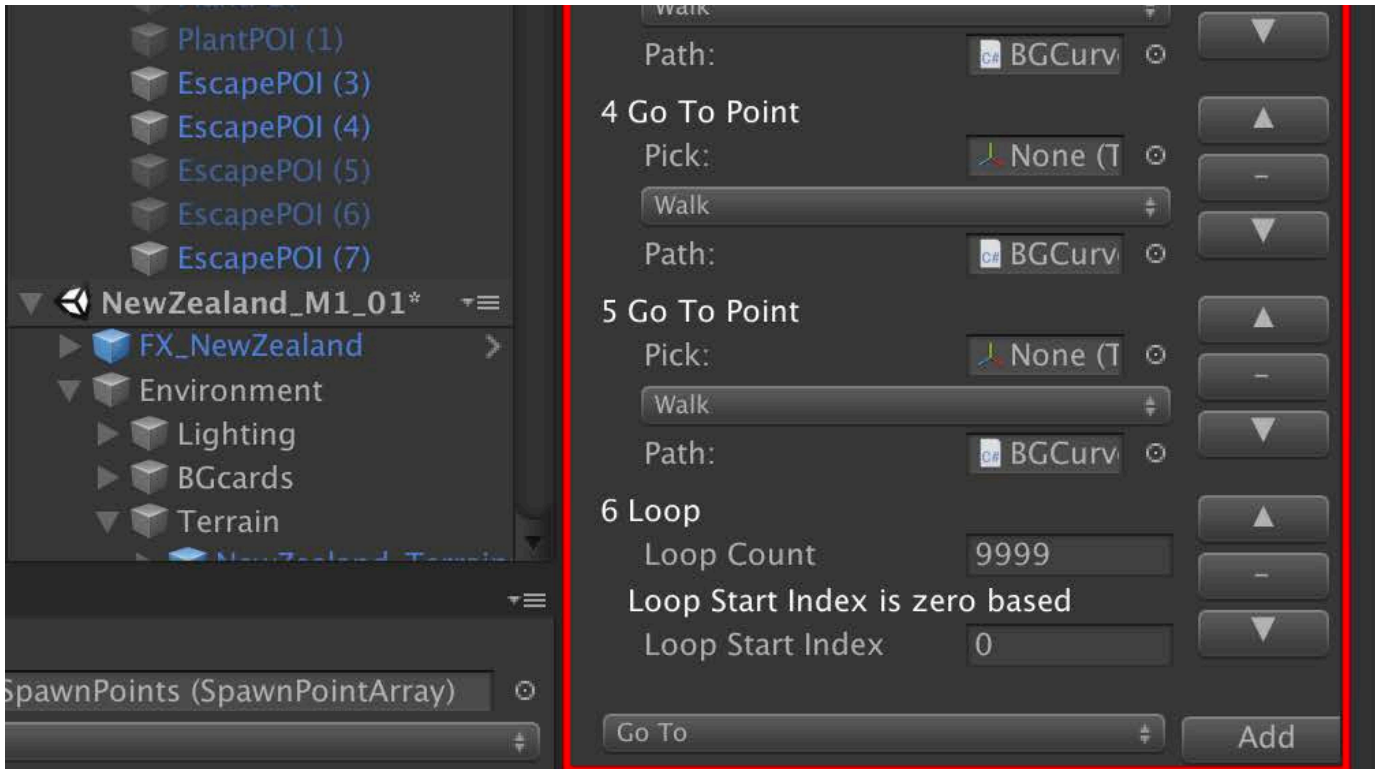 PlantPOI (1)
EscapePOI (3)
EscapePOI (4)
EscapePOI (5)
EscapePOI (6)
EscapePOI (7)
NewZealand_M1_01*
FX_NewZealand
Environment
Lighting
BGcards
Terrain
NewZealand_Terrain
SpawnPoints (SpawnPointArray)
Walk
Path: BGCurv
4 Go To Point
Pick: None (T
Walk
Path: BGCurv
5 Go To Point
Pick: None (T
Walk
Path: BGCurv
6 Loop
Loop Count 9999
Loop Start Index is zero based
Loop Start Index 0
Go To Add